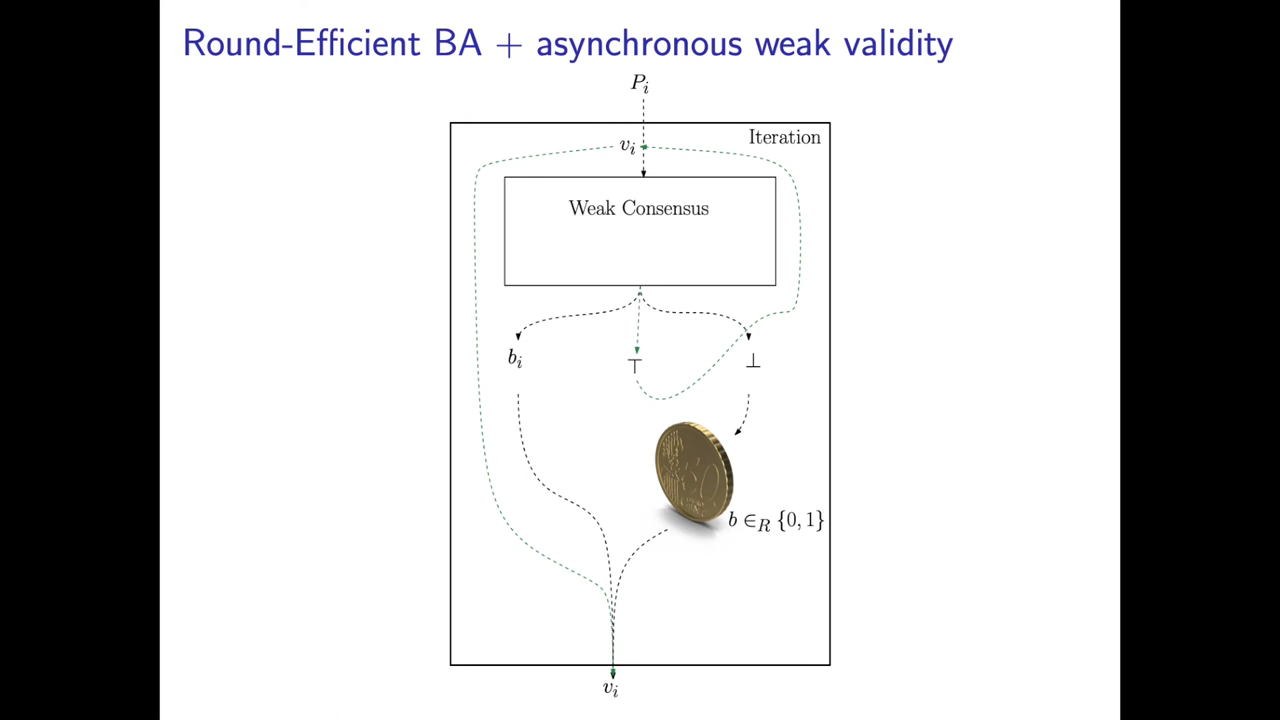 Round-Efficient BA + asynchronous weak validity
P_i
Iteration
v_i
Weak Consensus
b_i
⊤
⊥
b ∈_R {0, 1}
v_i